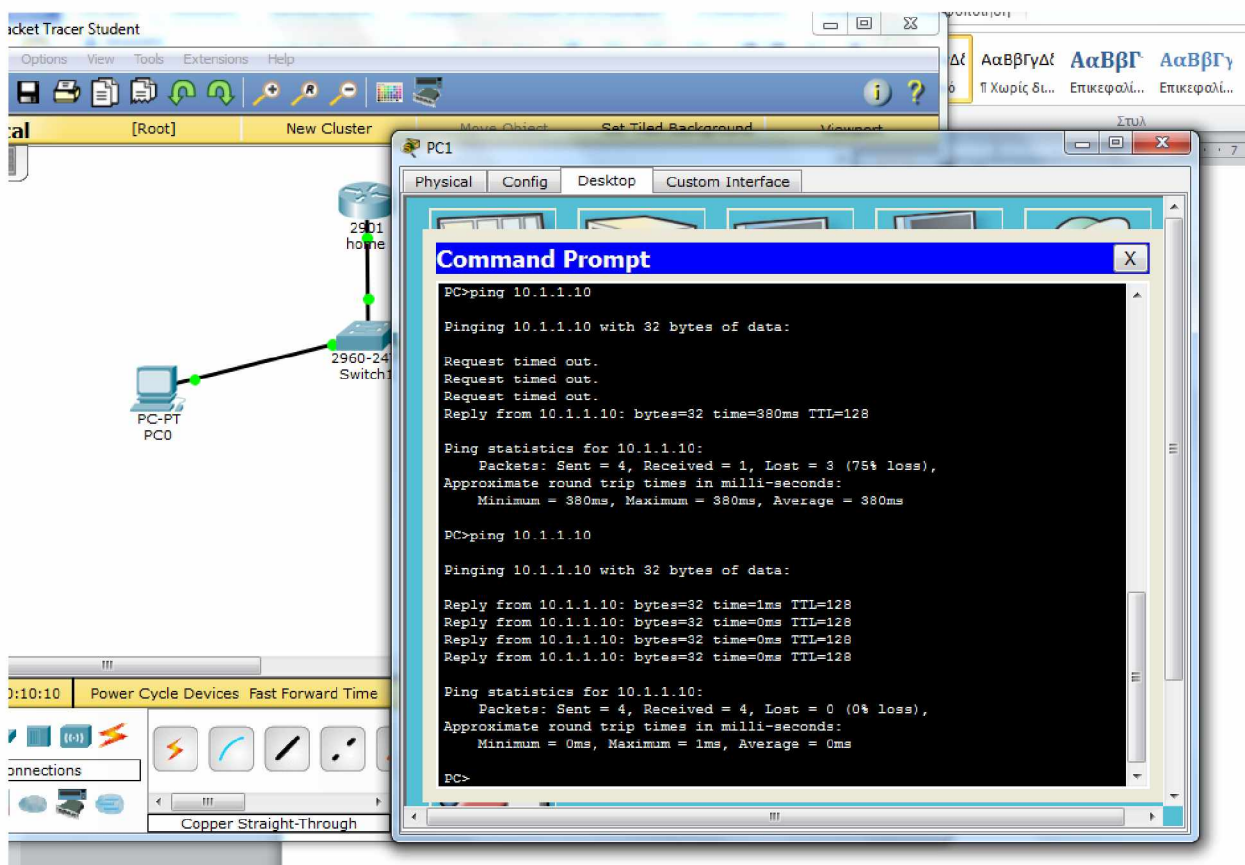 Packet Tracer Student
Options View Tools Extensions Help
[Root] New Cluster Move Object Set Tiled Background Viewport
ΑαΒβΓγΔδ ΑαΒβΓ ΑαΒβΓγ
¶ Χωρίς δι... Επικεφαλί... Επικεφαλί...
Στυλ
7
PC1
Physical Config Desktop Custom Interface
2901
home
2960-24
Switch1
PC-PT
PC0
Command Prompt
X
PC>ping 10.1.1.10
Pinging 10.1.1.10 with 32 bytes of data:
Request timed out.
Request timed out.
Request timed out.
Reply from 10.1.1.10: bytes=32 time=380ms TTL=128
Ping statistics for 10.1.1.10:
Packets: Sent = 4, Received = 1, Lost = 3 (75% loss),
Approximate round trip times in milli-seconds:
Minimum = 380ms, Maximum = 380ms, Average = 380ms
PC>ping 10.1.1.10
Pinging 10.1.1.10 with 32 bytes of data:
Reply from 10.1.1.10: bytes=32 time=1ms TTL=128
Reply from 10.1.1.10: bytes=32 time=0ms TTL=128
Reply from 10.1.1.10: bytes=32 time=0ms TTL=128
Reply from 10.1.1.10: bytes=32 time=0ms TTL=128
Ping statistics for 10.1.1.10:
Packets: Sent = 4, Received = 4, Lost = 0 (0% loss),
Approximate round trip times in milli-seconds:
Minimum = 0ms, Maximum = 1ms, Average = 0ms
PC>
0:10:10 Power Cycle Devices Fast Forward Time
onnections
Copper Straight-Through